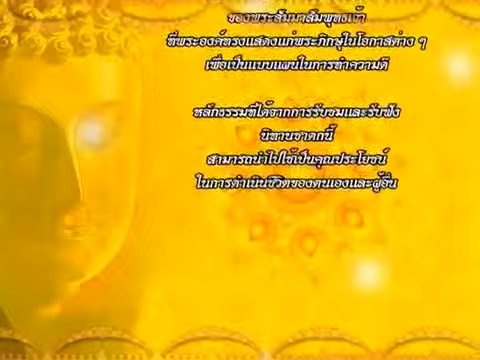 ของพระสัมมาสัมพุทธเจ้า
ที่พระองค์ทรงแสดงแก่พระภิกษุในโอกาสต่าง ๆ
เพื่อเป็นแบบแผนในการทำความดี
หลักธรรมที่ได้จากการรับชมและรับฟัง
นิทานชาดกนี้
สามารถนำไปใช้เป็นคุณประโยชน์
ในการดำเนินชีวิตของตนเองและผู้อื่น